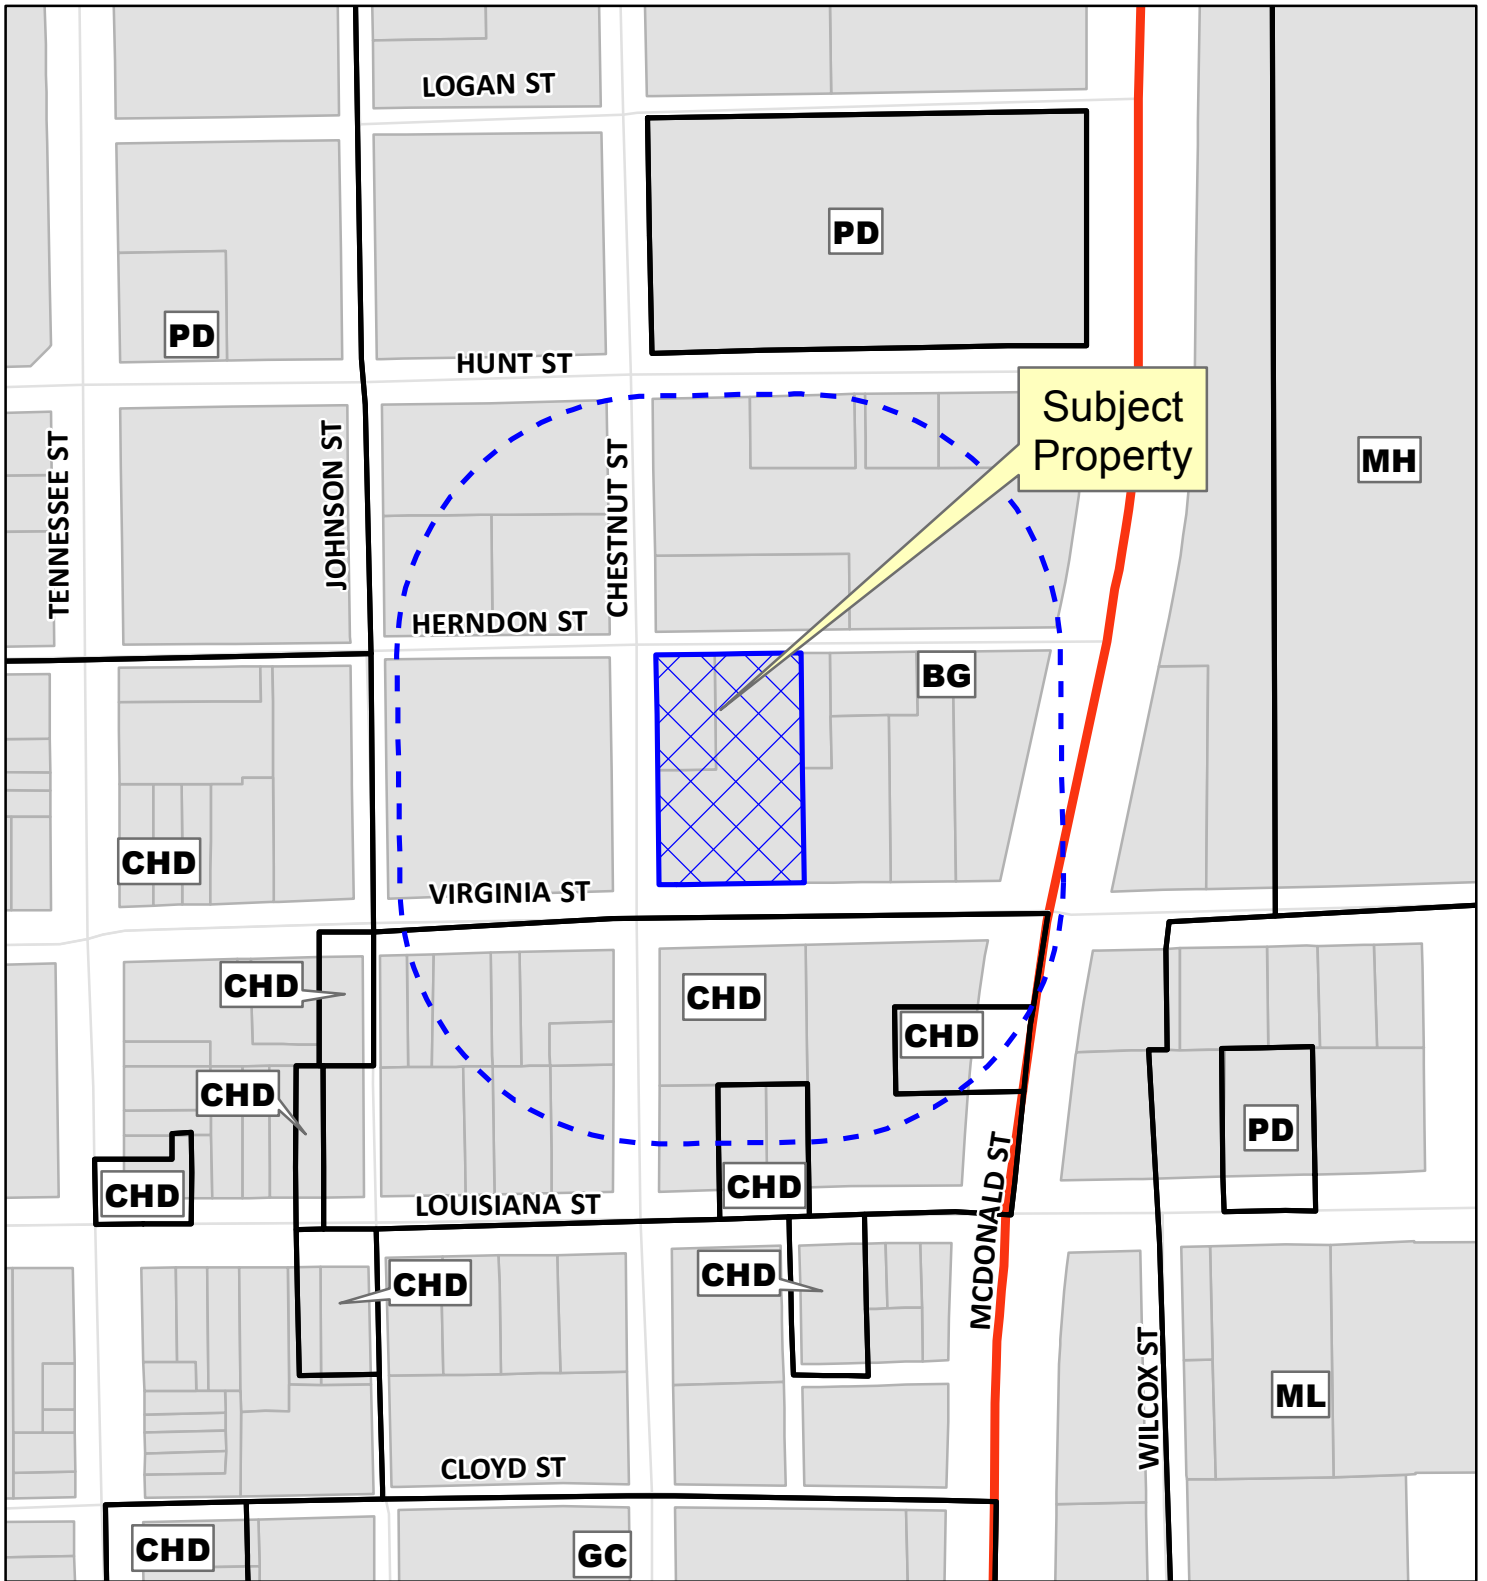 LOGAN ST
PD
PD
HUNT ST
Subject
Property
TENNESSEE ST
JOHNSON ST
CHESTNUT ST
MH
HERNDON ST
BG
CHD
VIRGINIA ST
CHD
CHD
CHD
CHD
PD
CHD
CHD
LOUISIANA ST
MCDONALD ST
CHD
CHD
WILCOX ST
ML
CLOYD ST
CHD
GC